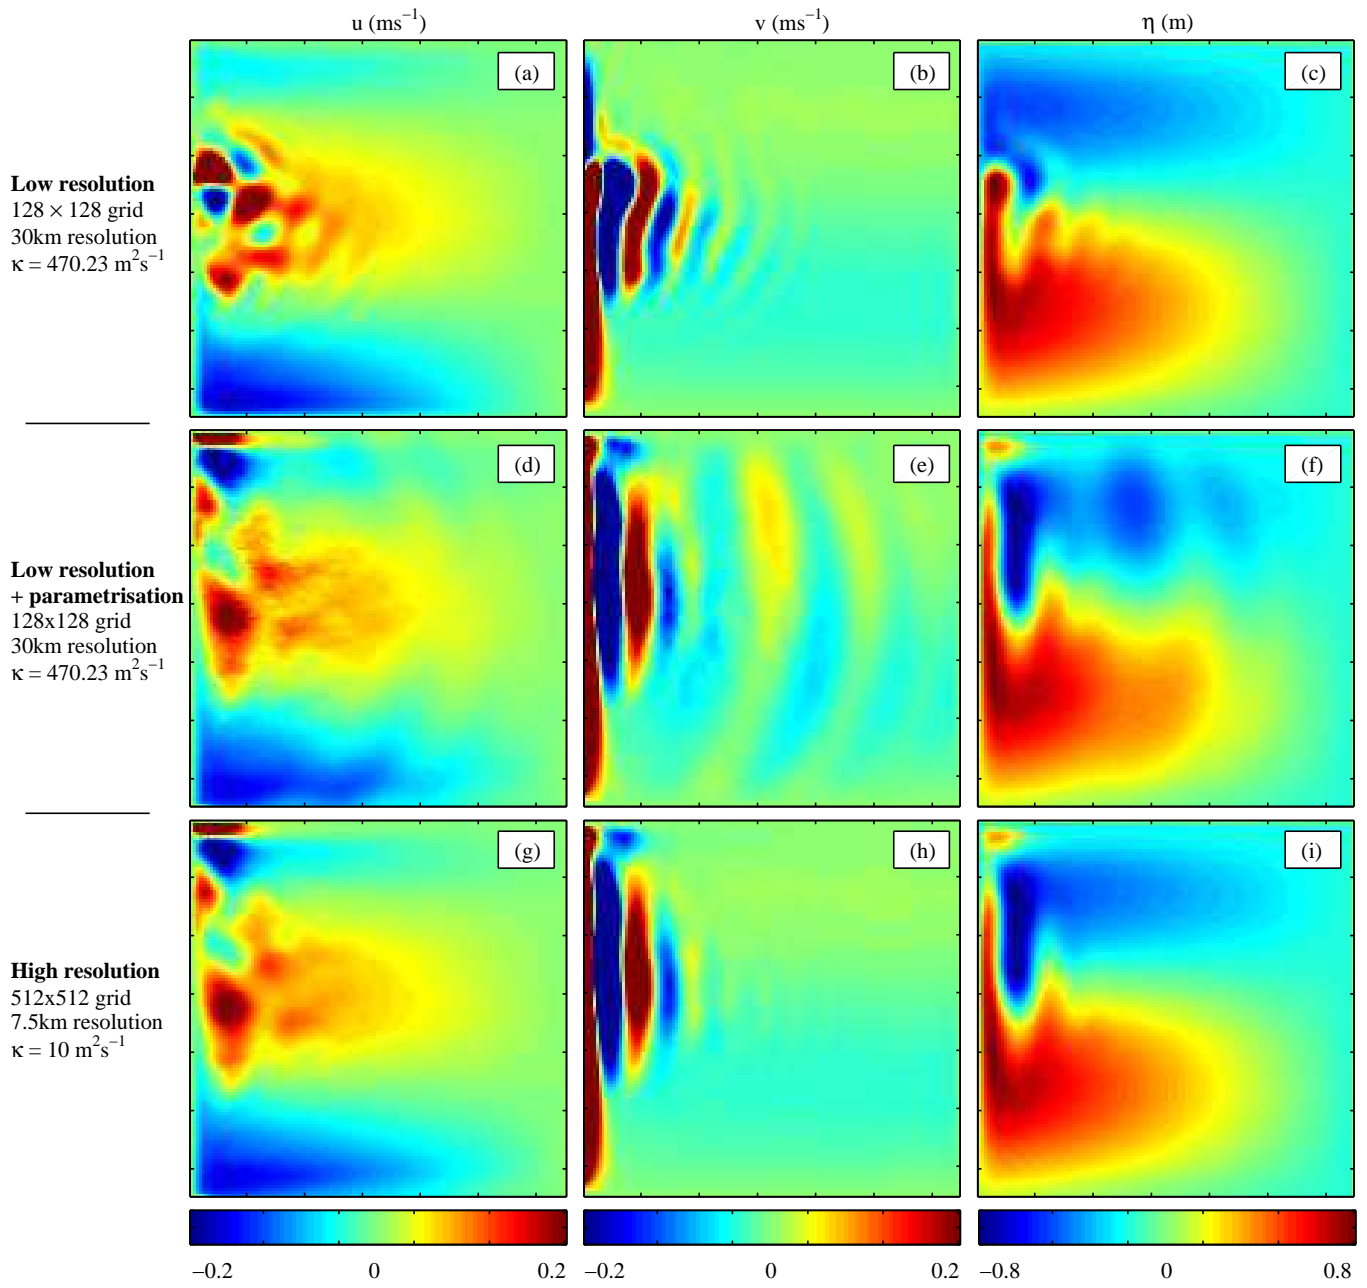 u (ms⁻¹)
v (ms⁻¹)
η (m)
(a)
(b)
(c)
Low resolution
128 × 128 grid
30km resolution
κ = 470.23 m²s⁻¹
(d)
(e)
(f)
Low resolution
+ parametrisation
128x128 grid
30km resolution
κ = 470.23 m²s⁻¹
(g)
(h)
(i)
High resolution
512x512 grid
7.5km resolution
κ = 10 m²s⁻¹
−0.2 0 0.2
−0.2 0 0.2
−0.8 0 0.8